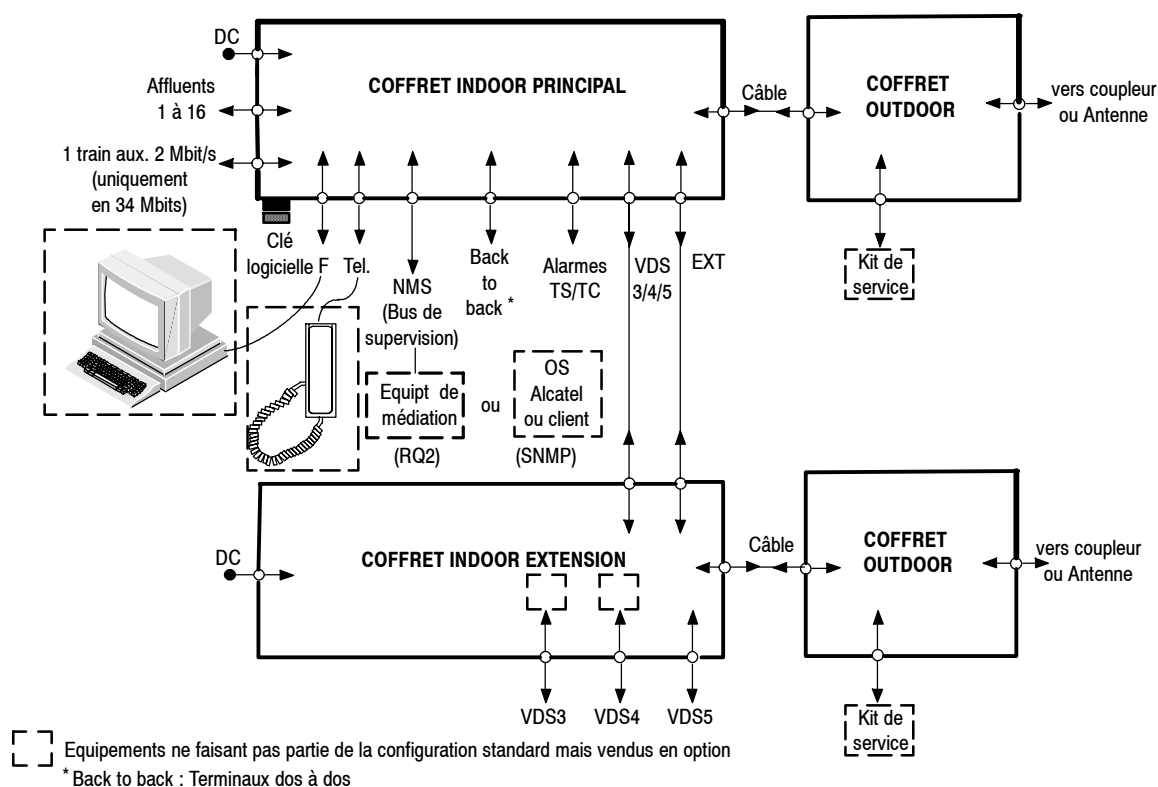 DC
COFFRET INDOOR PRINCIPAL
Affluents
1 à 16
1 train aux. 2 Mbit/s
(uniquement
en 34 Mbits)
Câble
COFFRET
OUTDOOR
vers coupleur
ou Antenne
Clé
logicielle
F
Tel.
NMS
(Bus de
supervision)
Back
to
back *
Alarmes
TS/TC
VDS
3/4/5
EXT
Kit de
service
Equipt de
médiation
(RQ2)
ou
OS
Alcatel
ou client
(SNMP)
DC
COFFRET INDOOR EXTENSION
Câble
COFFRET
OUTDOOR
vers coupleur
ou Antenne
VDS3
VDS4
VDS5
Kit de
service
Equipements ne faisant pas partie de la configuration standard mais vendus en option
* Back to back : Terminaux dos à dos